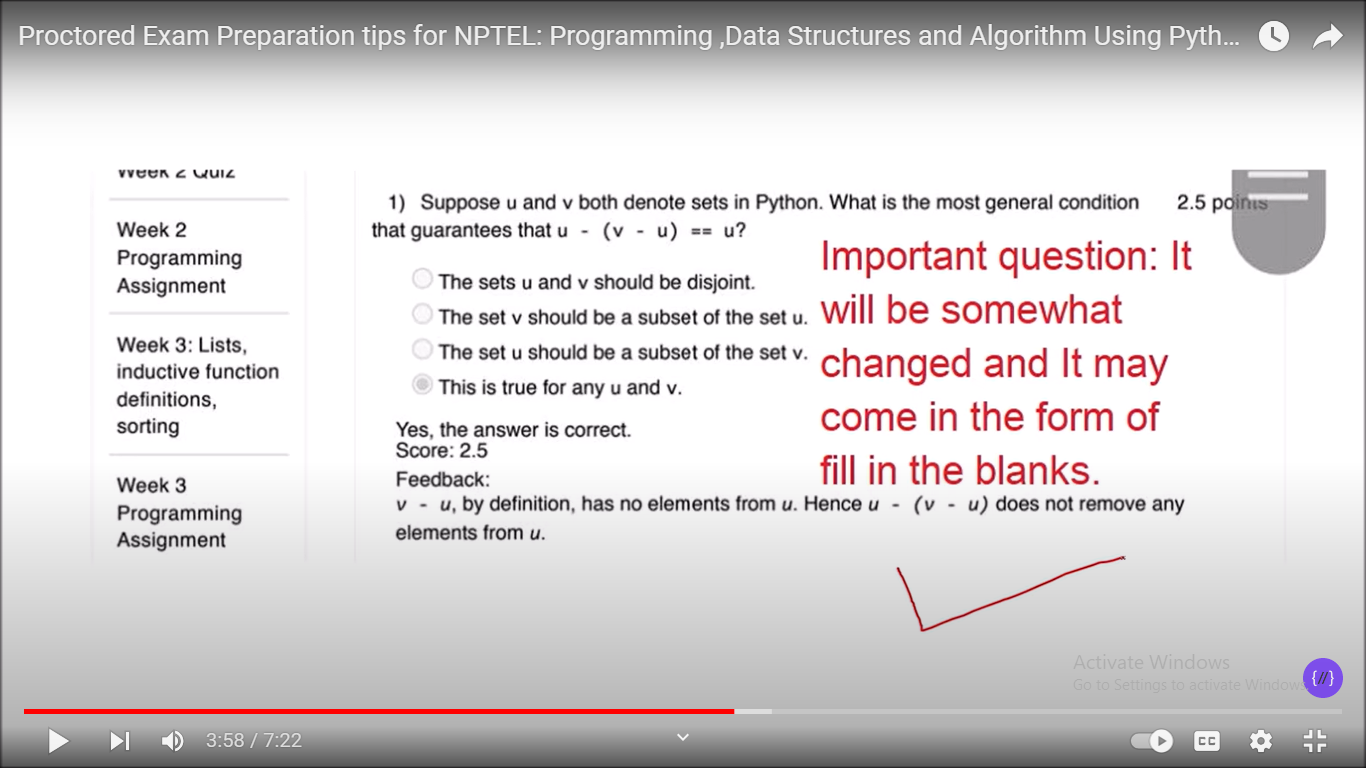 Proctored Exam Preparation tips for NPTEL: Programming ,Data Structures and Algorithm Using Pyth...
Week 2 Quiz
Week 2
Programming
Assignment
Week 3: Lists,
inductive function
definitions,
sorting
Week 3
Programming
Assignment
1) Suppose u and v both denote sets in Python. What is the most general condition 2.5 points
that guarantees that u - (v - u) == u?
The sets u and v should be disjoint.
The set v should be a subset of the set u.
The set u should be a subset of the set v.
This is true for any u and v.
Yes, the answer is correct.
Score: 2.5
Feedback:
v - u, by definition, has no elements from u. Hence u - (v - u) does not remove any
elements from u.
Important question: It
will be somewhat
changed and It may
come in the form of
fill in the blanks.
Activate Windows
Go to Settings to activate Windows
{//}
3:58 / 7:22
CC